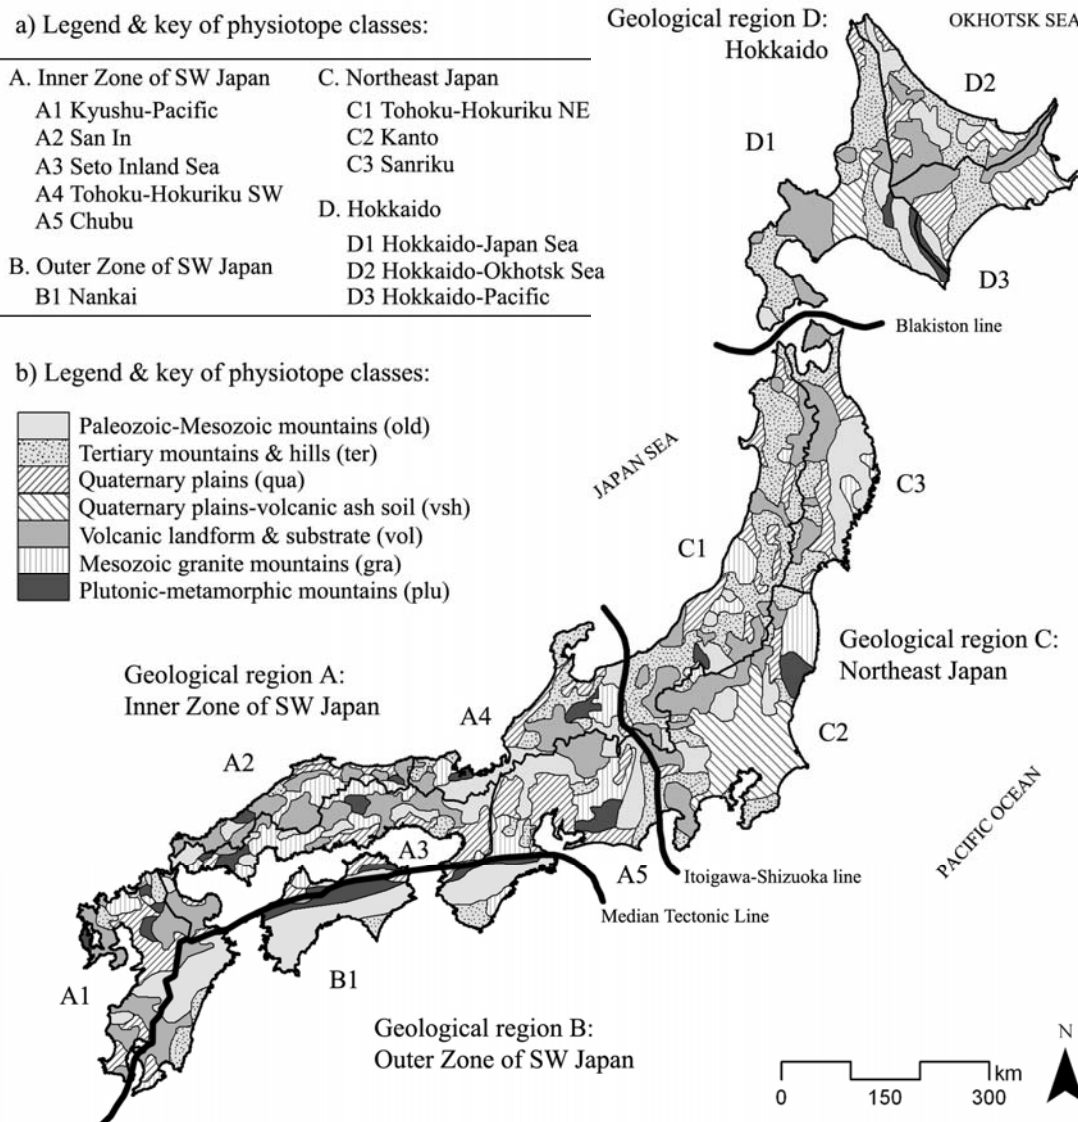 a) Legend & key of physiotope classes:
A. Inner Zone of SW Japan
A1 Kyushu-Pacific
A2 San In
A3 Seto Inland Sea
A4 Tohoku-Hokuriku SW
A5 Chubu
B. Outer Zone of SW Japan
B1 Nankai
C. Northeast Japan
C1 Tohoku-Hokuriku NE
C2 Kanto
C3 Sanriku
D. Hokkaido
D1 Hokkaido-Japan Sea
D2 Hokkaido-Okhotsk Sea
D3 Hokkaido-Pacific
b) Legend & key of physiotope classes:
Paleozoic-Mesozoic mountains (old)
Tertiary mountains & hills (ter)
Quaternary plains (qua)
Quaternary plains-volcanic ash soil (vsh)
Volcanic landform & substrate (vol)
Mesozoic granite mountains (gra)
Plutonic-metamorphic mountains (plu)
Geological region D:
Hokkaido
OKHOTSK SEA
D2
D1
D3
Blakiston line
JAPAN SEA
C3
C1
Geological region C:
Northeast Japan
C2
PACIFIC OCEAN
Geological region A:
Inner Zone of SW Japan
A4
A2
A3
A5
Itoigawa-Shizuoka line
Median Tectonic Line
B1
A1
Geological region B:
Outer Zone of SW Japan
N
km
0
150
300